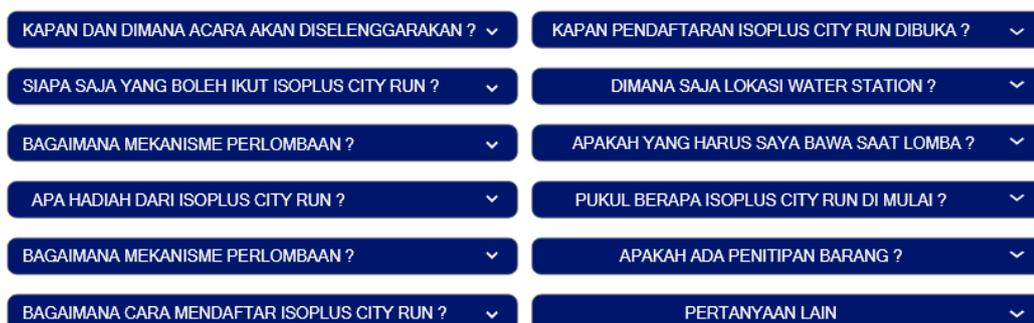 KAPAN DAN DIMANA ACARA AKAN DISELENGGARAKAN ?
KAPAN PENDAFTARAN ISOPLUS CITY RUN DIBUKA ?
SIAPA SAJA YANG BOLEH IKUT ISOPLUS CITY RUN ?
DIMANA SAJA LOKASI WATER STATION ?
BAGAIMANA MEKANISME PERLOMBAAN ?
APAKAH YANG HARUS SAYA BAWA SAAT LOMBA ?
APA HADIAH DARI ISOPLUS CITY RUN ?
PUKUL BERAPA ISOPLUS CITY RUN DI MULAI ?
BAGAIMANA MEKANISME PERLOMBAAN ?
APAKAH ADA PENITIPAN BARANG ?
BAGAIMANA CARA MENDAFTAR ISOPLUS CITY RUN ?
PERTANYAAN LAIN